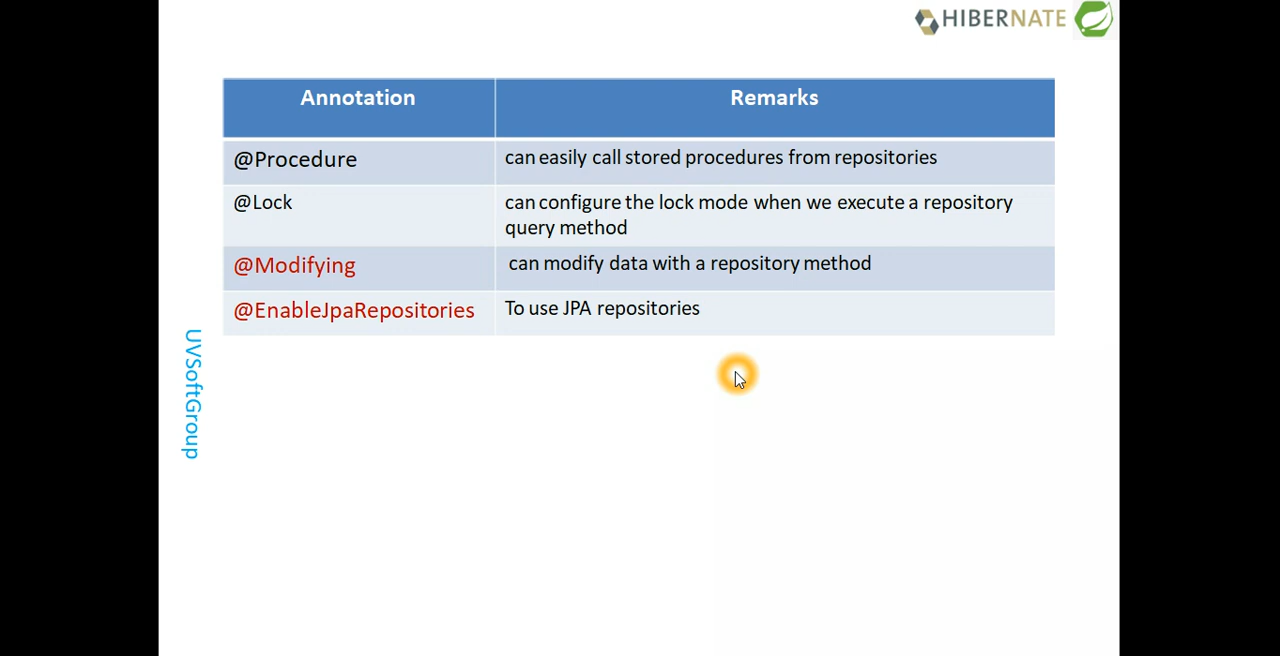 HIBERNATE
Annotation Remarks
@Procedure can easily call stored procedures from repositories
@Lock can configure the lock mode when we execute a repository
query method
@Modifying can modify data with a repository method
@EnableJpaRepositories To use JPA repositories
UVSoftGroup